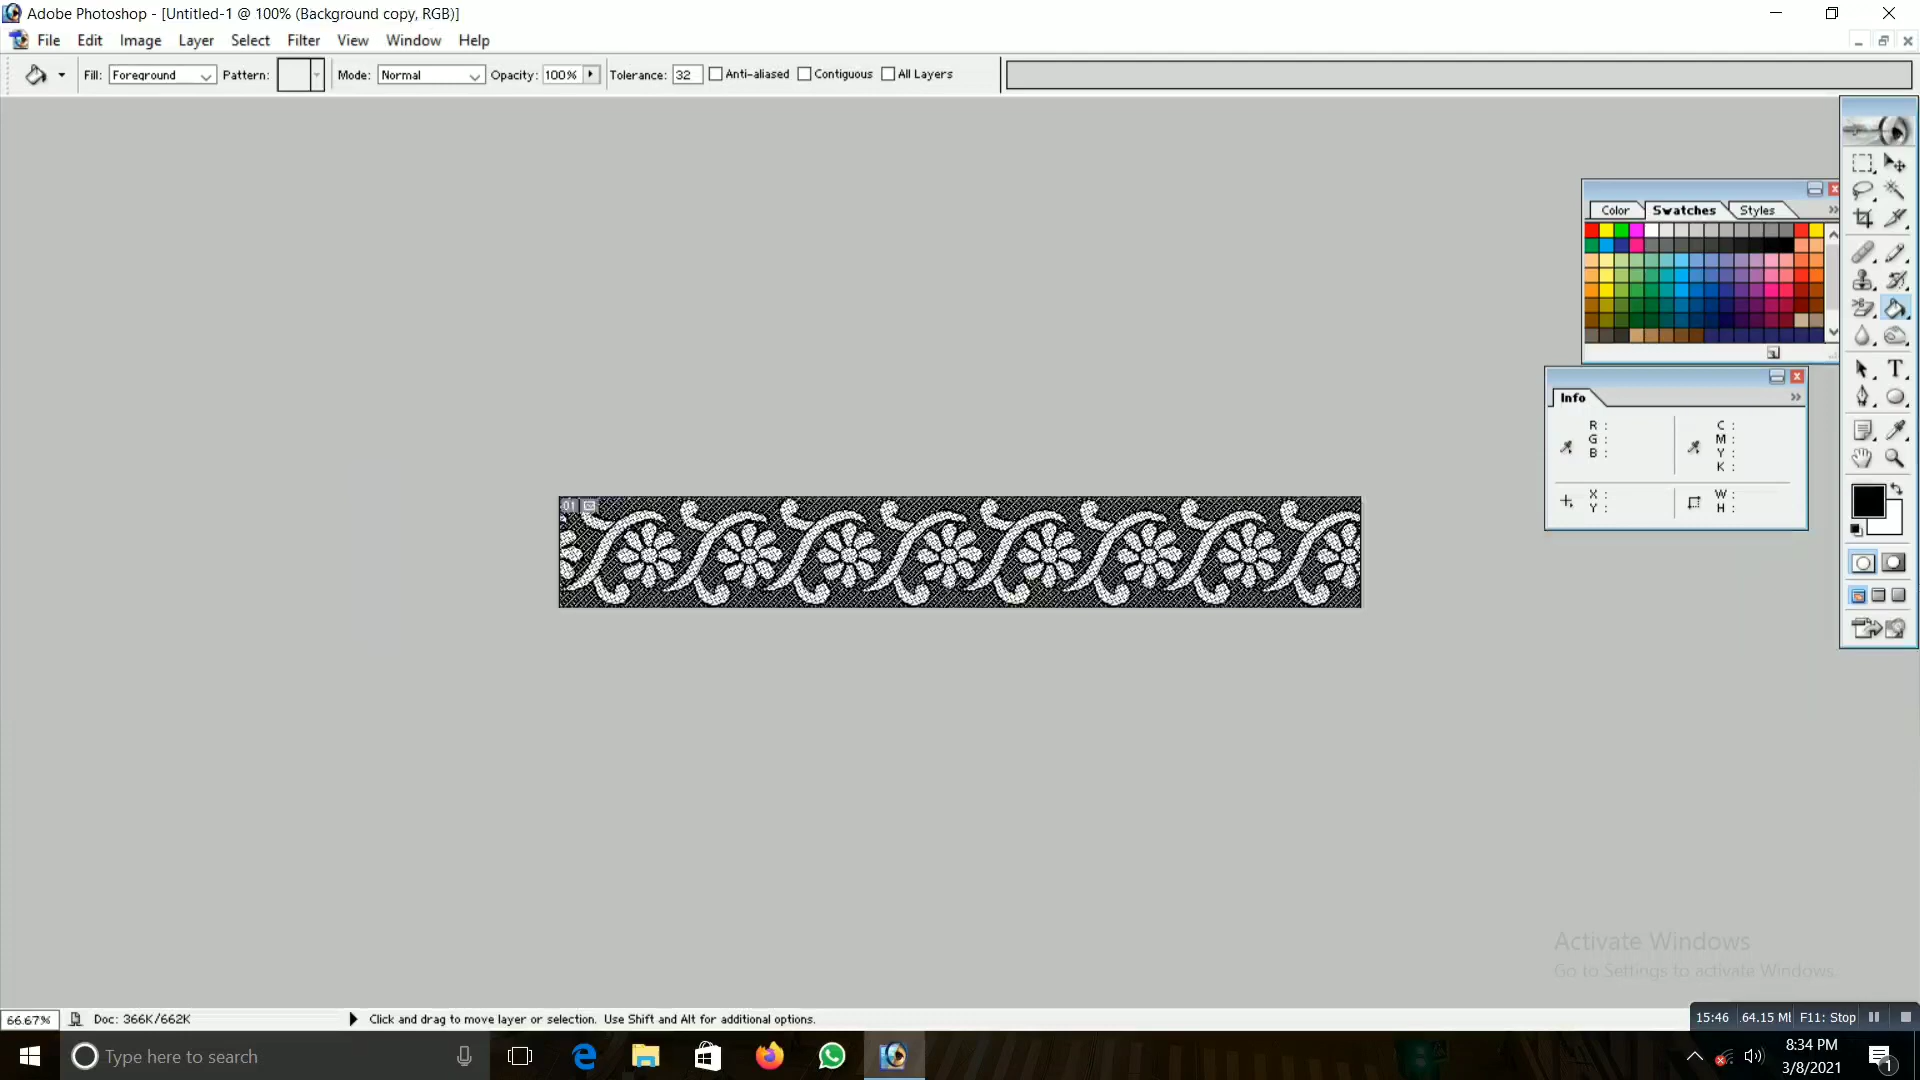 Adobe Photoshop - [Untitled-1 @ 100% (Background copy, RGB)]
File Edit Image Layer Select Filter View Window Help
Fill: Foreground Pattern: Mode: Normal Opacity: 100% Tolerance: 32 Anti-aliased Contiguous All Layers
Color Swatches Styles
Info
R : C :
G : M :
B : Y :
K :
X : W :
Y : H :
01
Activate Windows
Go to Settings to activate Windows.
66.67% Doc: 366K/662K Click and drag to move layer or selection. Use Shift and Alt for additional options.
15:46 64.15 MI F11: Stop
Type here to search
8:34 PM
3/8/2021
1